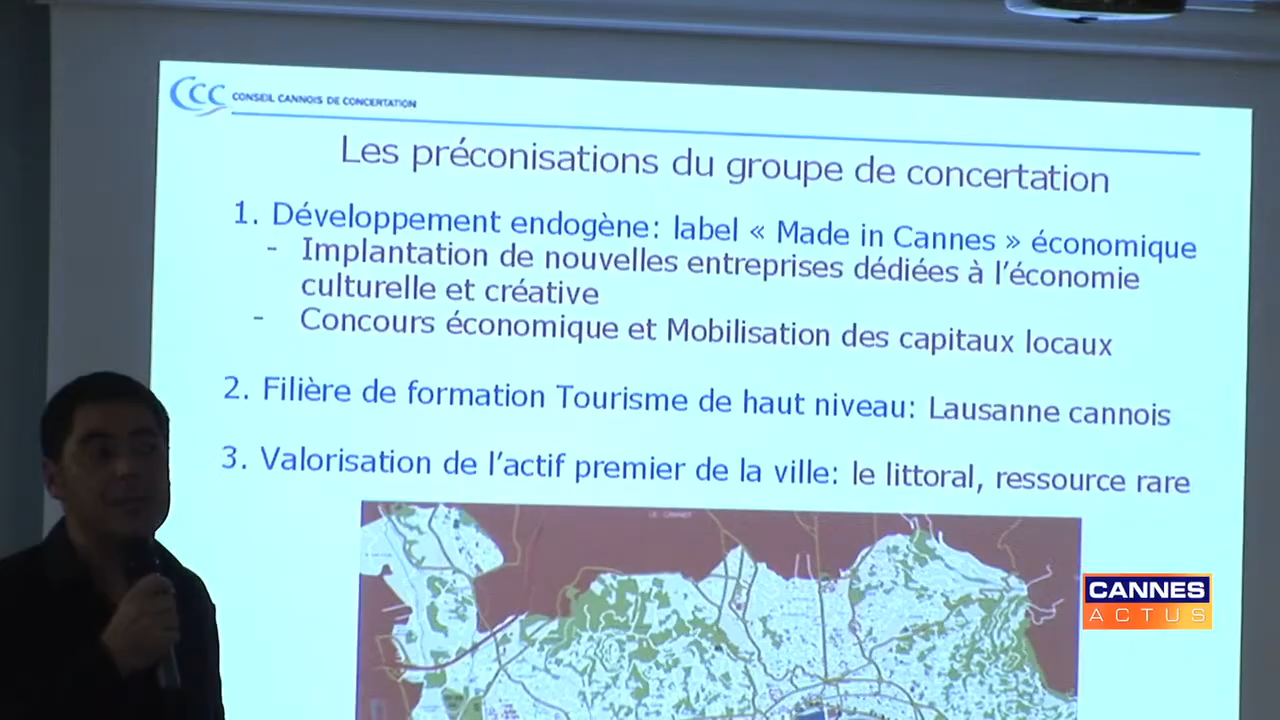 CCC CONSEIL CANNOIS DE CONCERTATION
Les préconisations du groupe de concertation
1. Développement endogène: label « Made in Cannes » économique
- Implantation de nouvelles entreprises dédiées à l'économie
culturelle et créative
- Concours économique et Mobilisation des capitaux locaux
2. Filière de formation Tourisme de haut niveau: Lausanne cannois
3. Valorisation de l'actif premier de la ville: le littoral, ressource rare
LE CANNET
CANNES
ACTUS